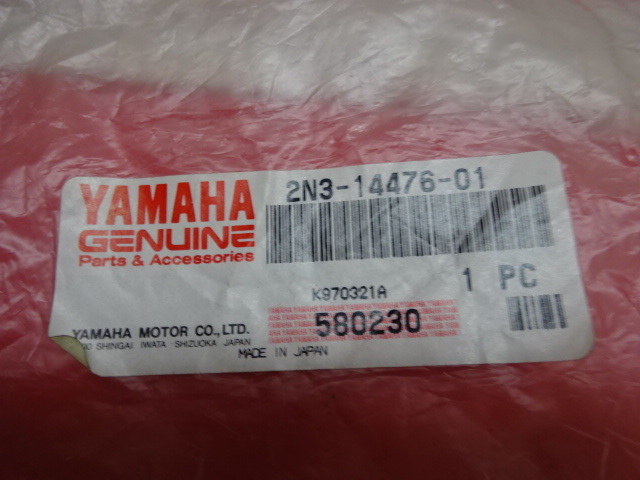 YAMAHA
GENUINE
Parts & Accessories
2N3-14476-01
1 PC
K970321A
580230
YAMAHA MOTOR CO., LTD.
SHINGAI IWATA SHIZUOKA JAPAN
MADE IN JAPAN